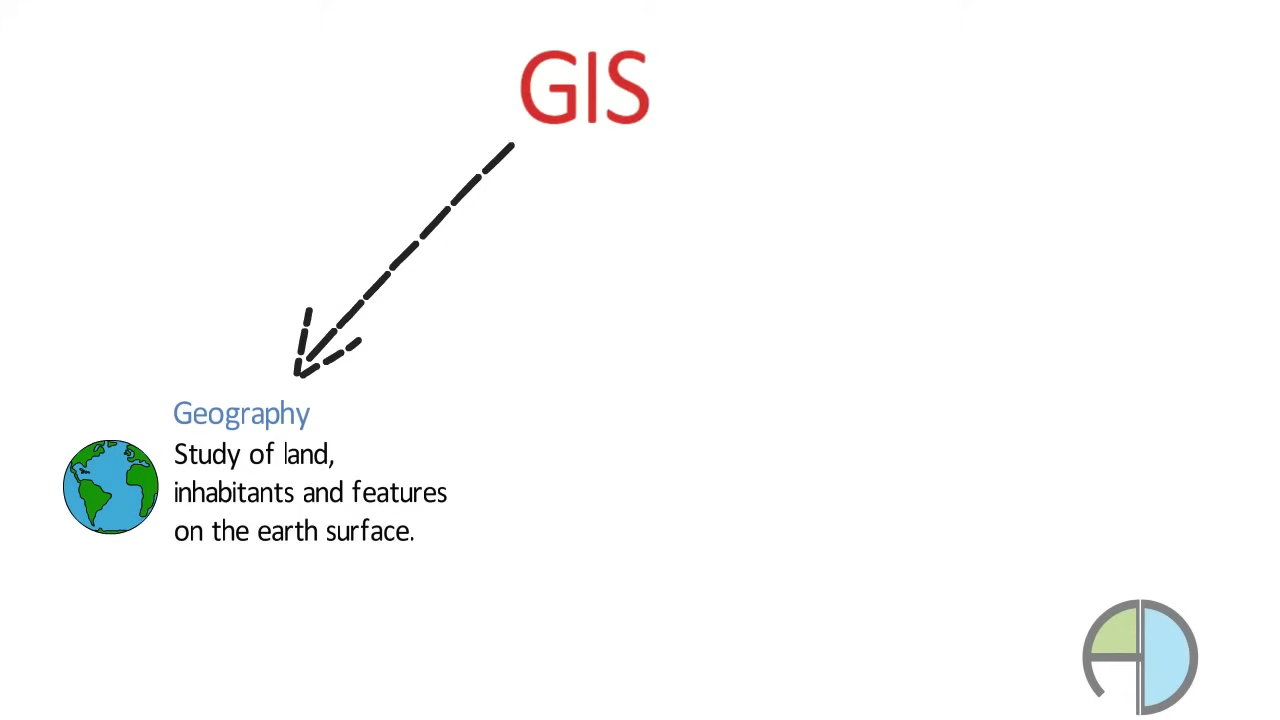 GIS
Geography
Study of land,
inhabitants and features
on the earth surface.